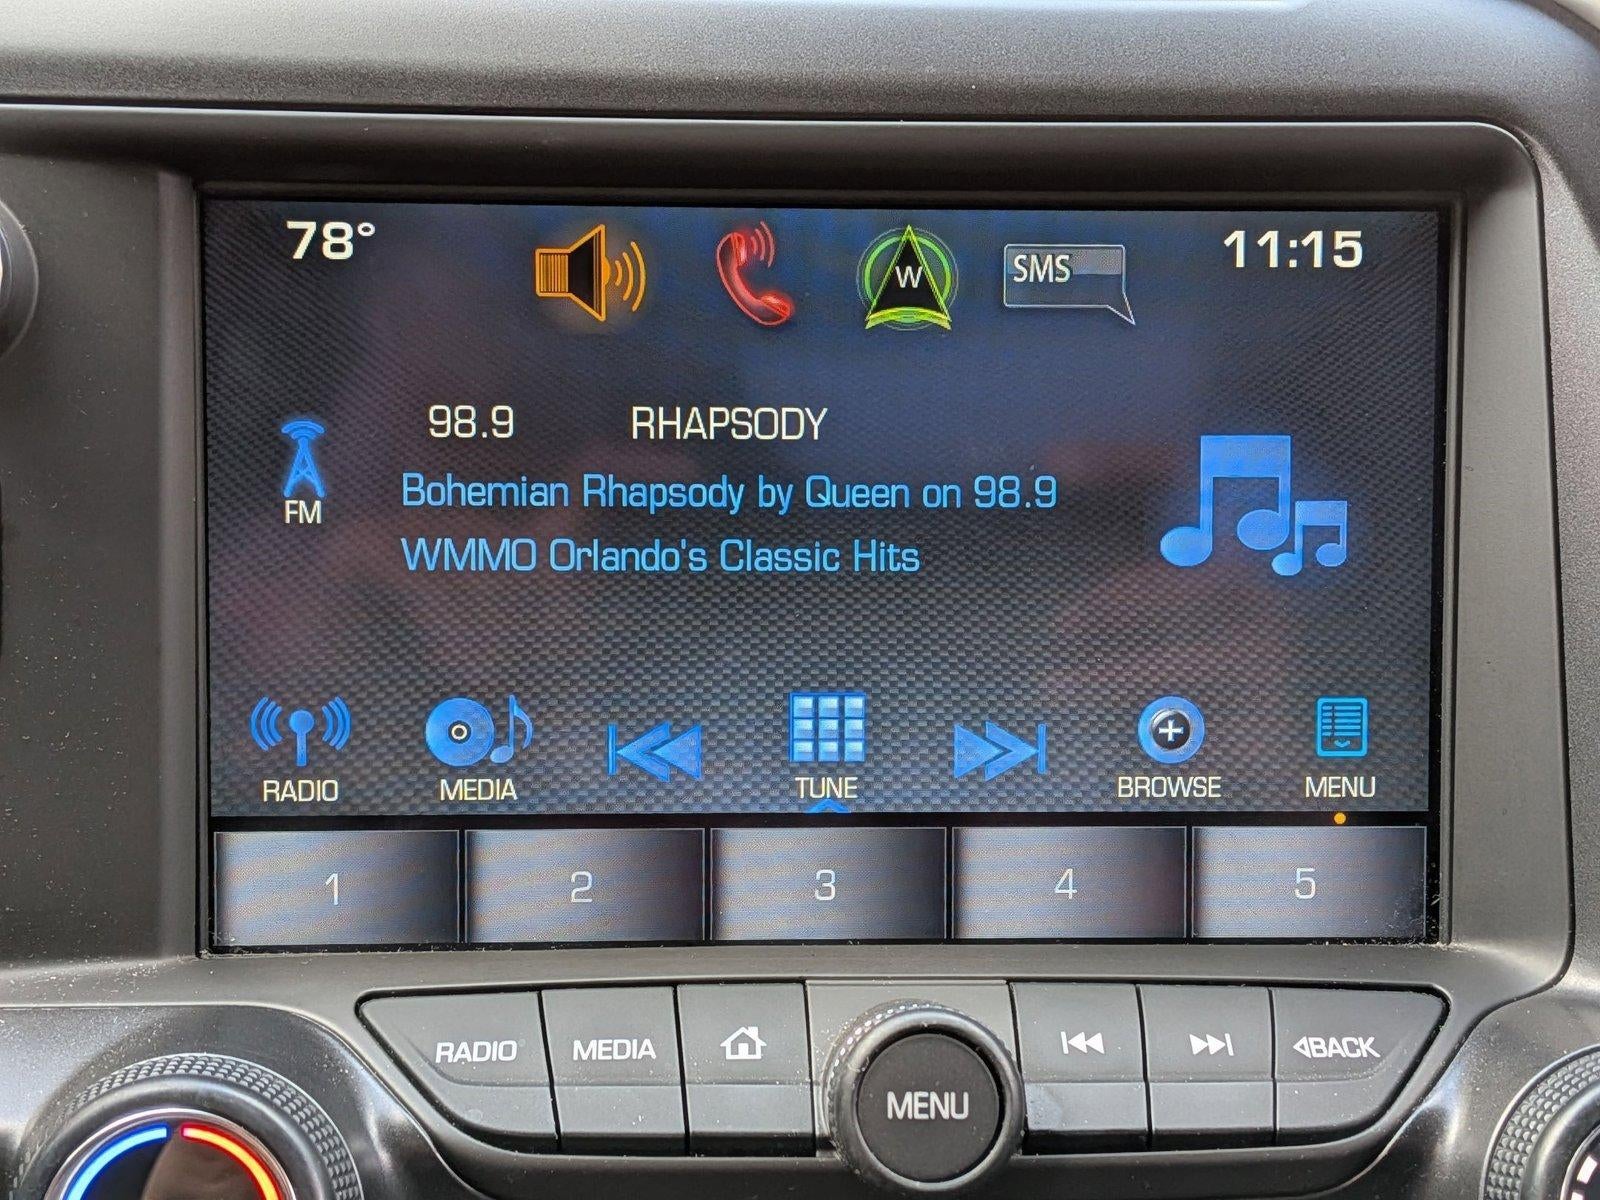 78° SMS 11:15
W
98.9 RHAPSODY
Bohemian Rhapsody by Queen on 98.9
WMMO Orlando's Classic Hits
FM
RADIO MEDIA TUNE BROWSE MENU
1 2 3 4 5
RADIO MEDIA BACK
MENU